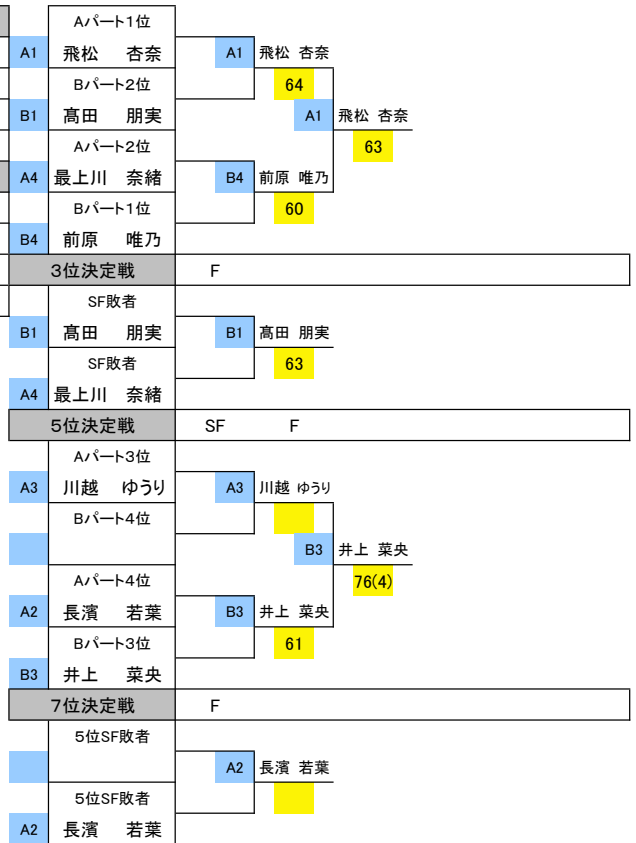 Aパート1位
A1 飛松 杏奈 A1 飛松 杏奈
Bパート2位 64
B1 髙田 朋実 A1 飛松 杏奈
Aパート2位 63
A4 最上川 奈緒 B4 前原 唯乃
Bパート1位 60
B4 前原 唯乃
3位決定戦 F
SF敗者
B1 髙田 朋実 B1 髙田 朋実
SF敗者 63
A4 最上川 奈緒
5位決定戦 SF F
Aパート3位
A3 川越 ゆうり A3 川越 ゆうり
Bパート4位
B3 井上 菜央
Aパート4位 76(4)
A2 長濱 若葉 B3 井上 菜央
Bパート3位 61
B3 井上 菜央
7位決定戦 F
5位SF敗者
A2 長濱 若葉
5位SF敗者
A2 長濱 若葉